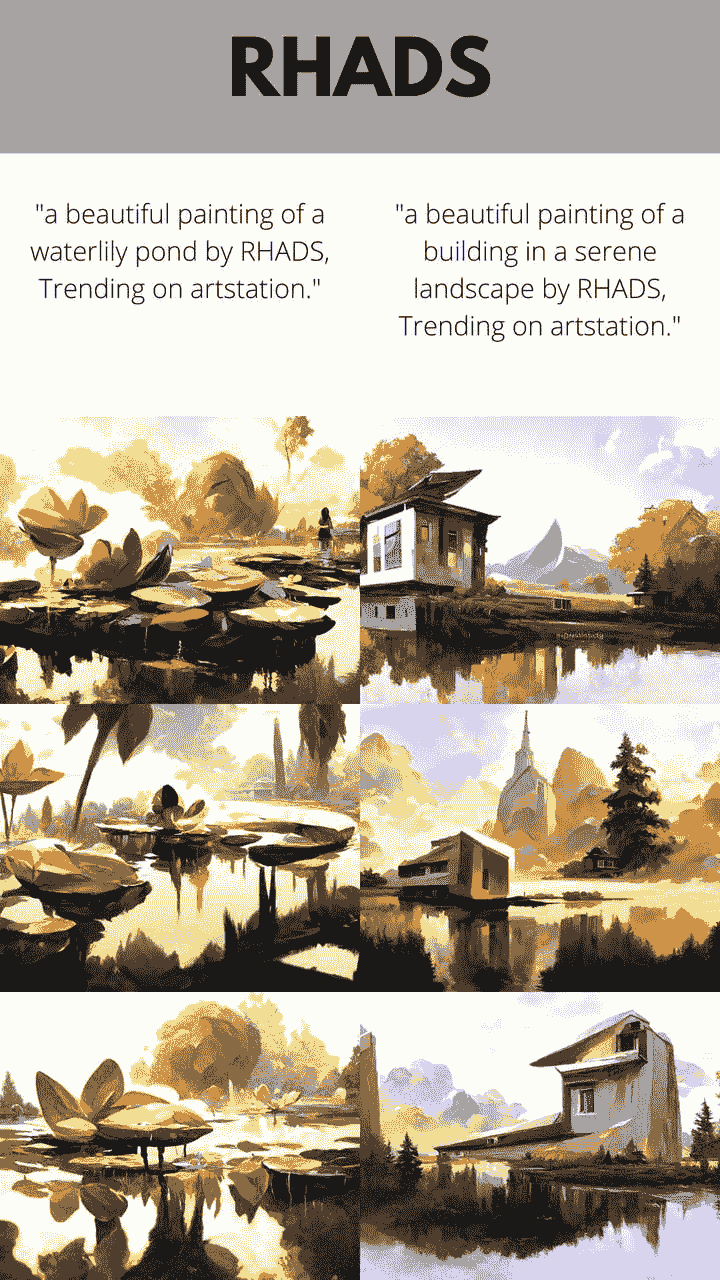 RHADS
"a beautiful painting of a
waterlily pond by RHADS,
Trending on artstation."
"a beautiful painting of a
building in a serene
landscape by RHADS,
Trending on artstation."